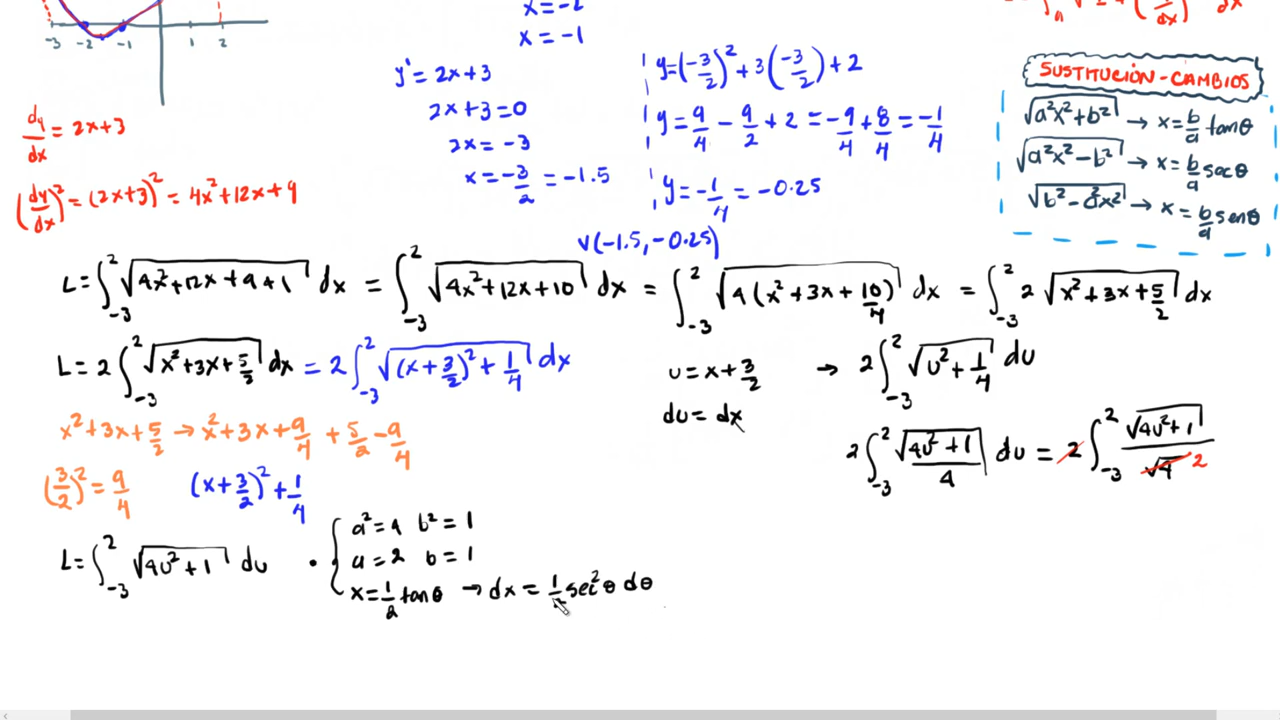 -3 -2 -1 1 2
x = -2
x = -1
y' = 2x+3
2x+3=0
2x = -3
x = -3/2 = -1.5
y=(-3/2)²+3(-3/2)+2
y = 9/4 - 9/2 + 2 = -9/4 + 8/4 = -1/4
y = -1/4 = -0.25
V(-1.5,-0.25)
dy/dx = 2x+3
(dy/dx)² = (2x+3)² = 4x²+12x+9
SUSTITUCIÓN-CAMBIOS
√(a²x²+b²) → x = b/a tanθ
√(a²x²-b²) → x = b/a secθ
√(b²-a²x²) → x = b/a senθ
L = ∫₋₃² √(4x²+12x+9+1) dx = ∫₋₃² √(4x²+12x+10) dx = ∫₋₃² √(4(x²+3x+10/4)) dx = ∫₋₃² 2 √(x²+3x+5/2) dx
L = 2 ∫₋₃² √(x²+3x+5/2) dx = 2 ∫₋₃² √((x+3/2)²+1/4) dx
u = x+3/2 → 2 ∫₋₃² √(u²+1/4) du
du = dx
x²+3x+5/2 → x²+3x+9/4 + 5/2 - 9/4
2 ∫₋₃² √((4u²+1)/4) du = 2 ∫₋₃² √(4u²+1)/√4 2
(3/2)² = 9/4 (x+3/2)²+1/4
L = ∫₋₃² √(4u²+1) du
• { a²=4 b²=1
a=2 b=1
x=1/2 tanθ → dx = 1/2 sec²θ dθ